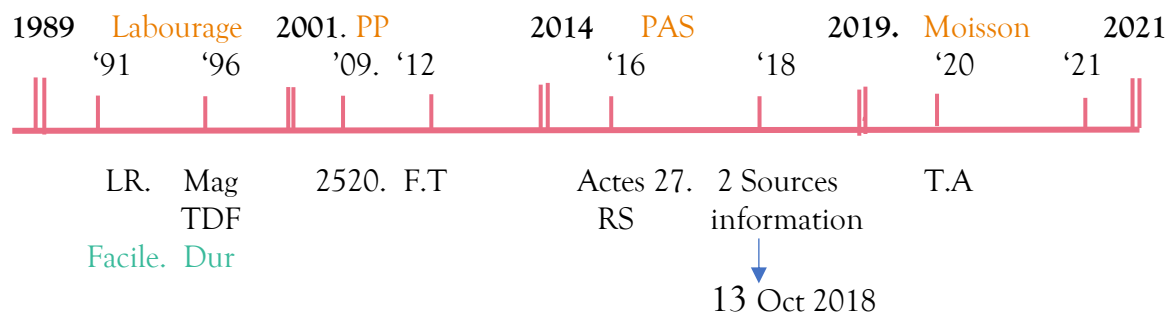 1989 Labourage 2001. PP 2014 PAS 2019. Moisson 2021
‘91 ‘96 ’09. ‘12 ‘16 ‘18 ‘20 ‘21
LR. Mag 2520. F.T Actes 27. 2 Sources T.A
TDF RS information
Facile. Dur
13 Oct 2018